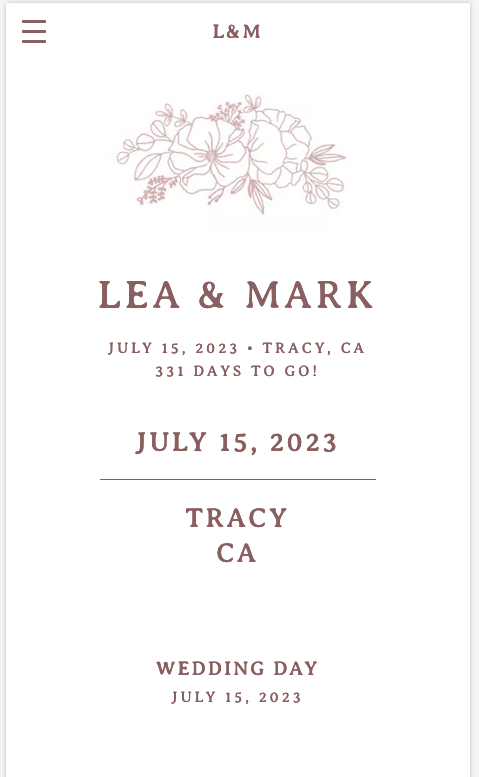 L&M
LEA & MARK
JULY 15, 2023 • TRACY, CA
331 DAYS TO GO!
JULY 15, 2023
TRACY
CA
WEDDING DAY
JULY 15, 2023